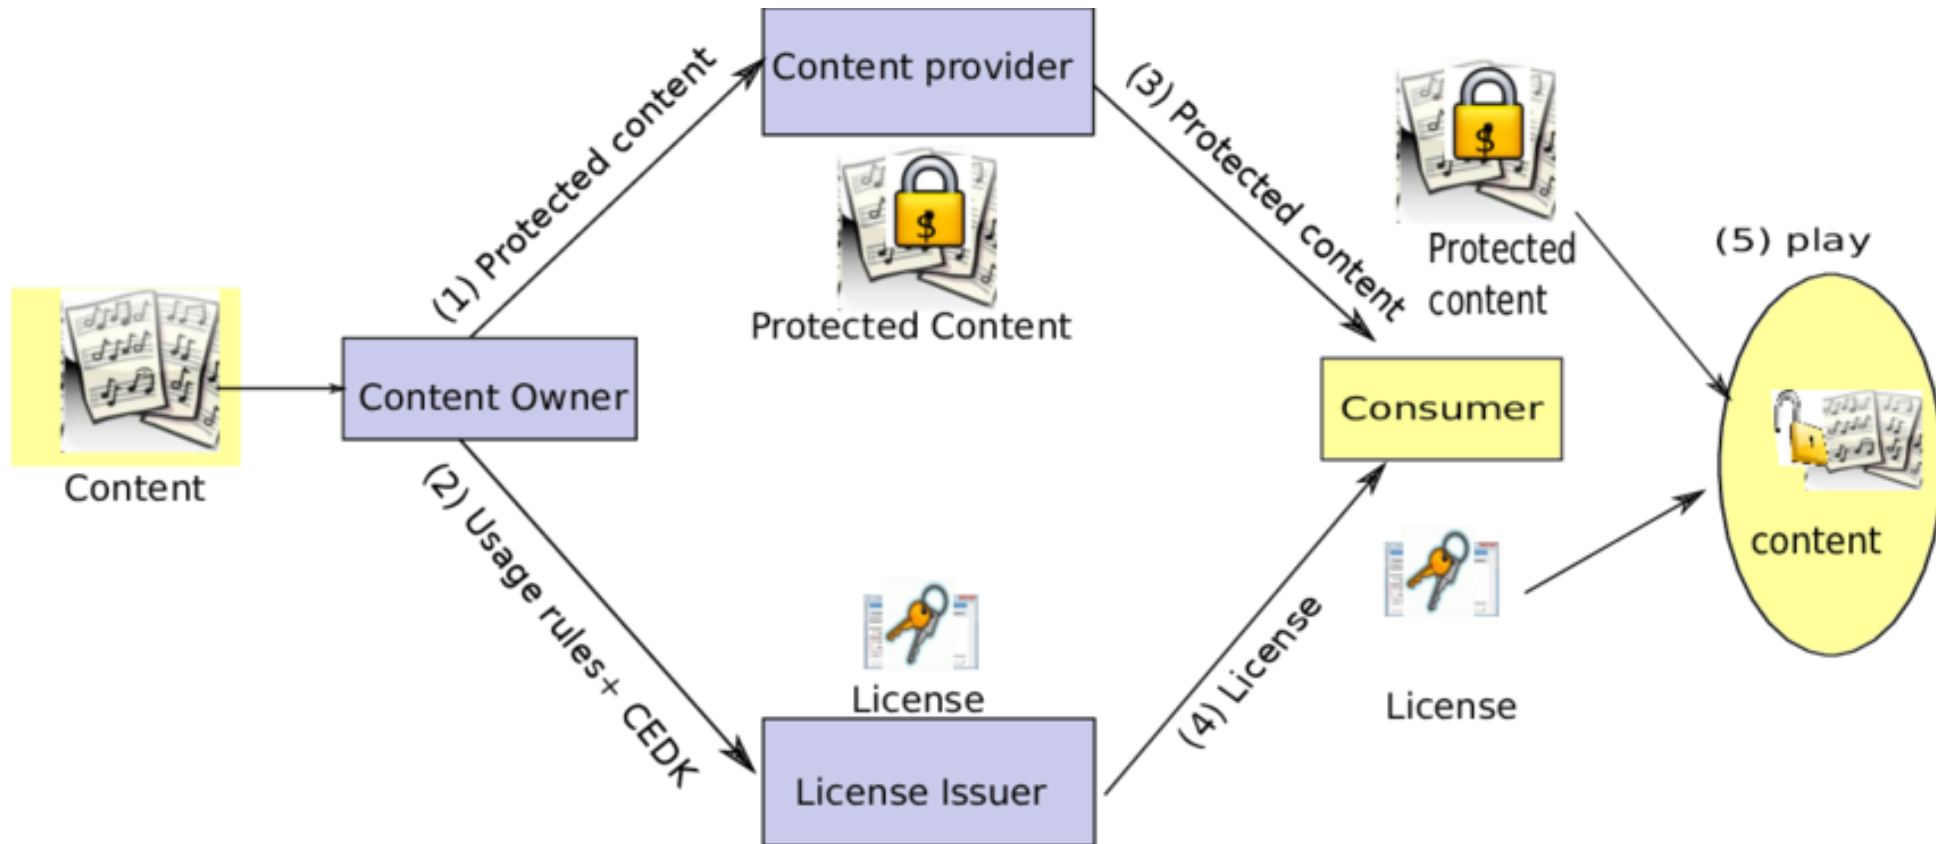 Content provider
(1) Protected content
(3) Protected content
Protected Content
Protected
content
(5) play
Content
Content Owner
Consumer
content
(2) Usage rules+ CEDK
License
(4) License
License
License Issuer
$
$